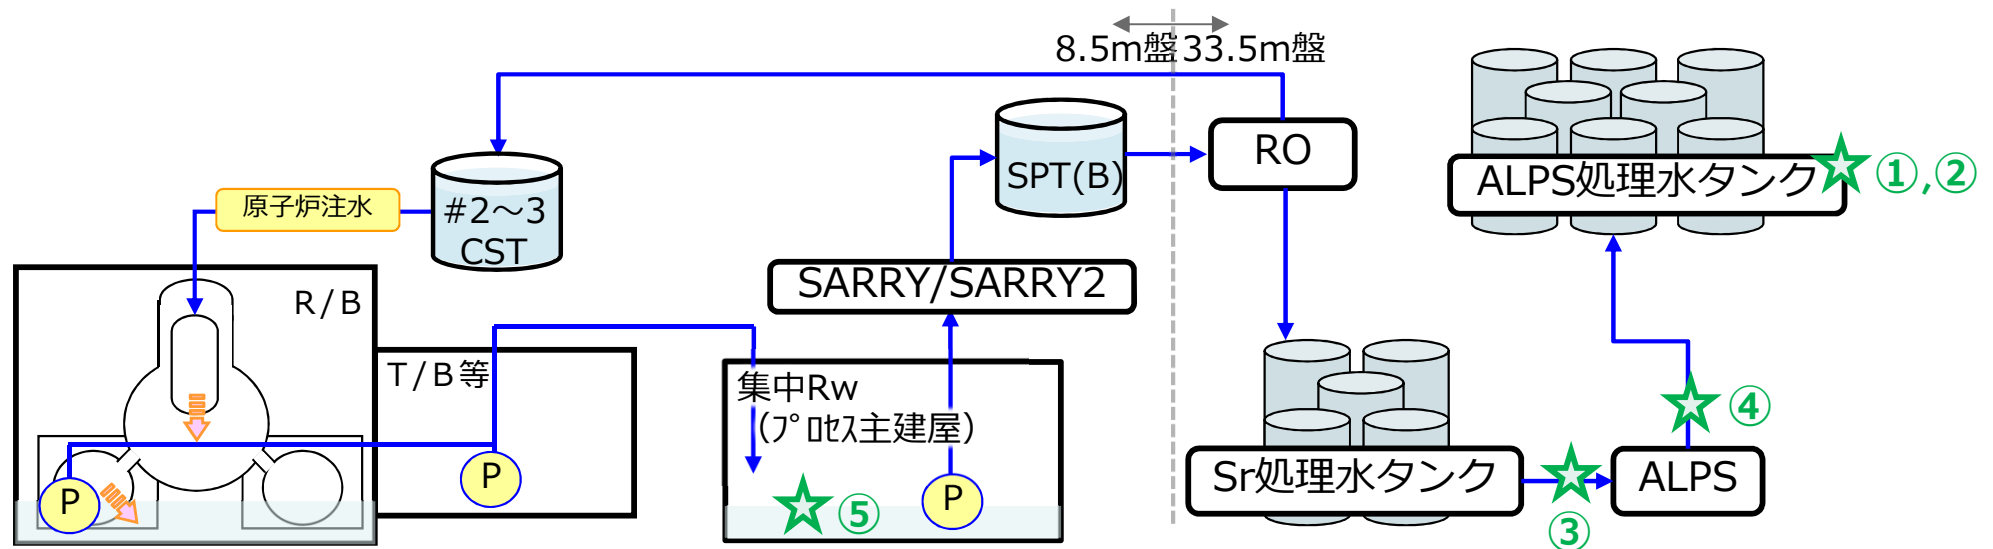 8.5m盤
33.5m盤
RO
SPT(B)
ALPS処理水タンク
①,②
原子炉注水
#2～3
CST
SARRY/SARRY2
R/B
T/B等
集中Rw
(ﾌﾟﾛｾｽ主建屋)
P
P
P
⑤
Sr処理水タンク
③
ALPS
④